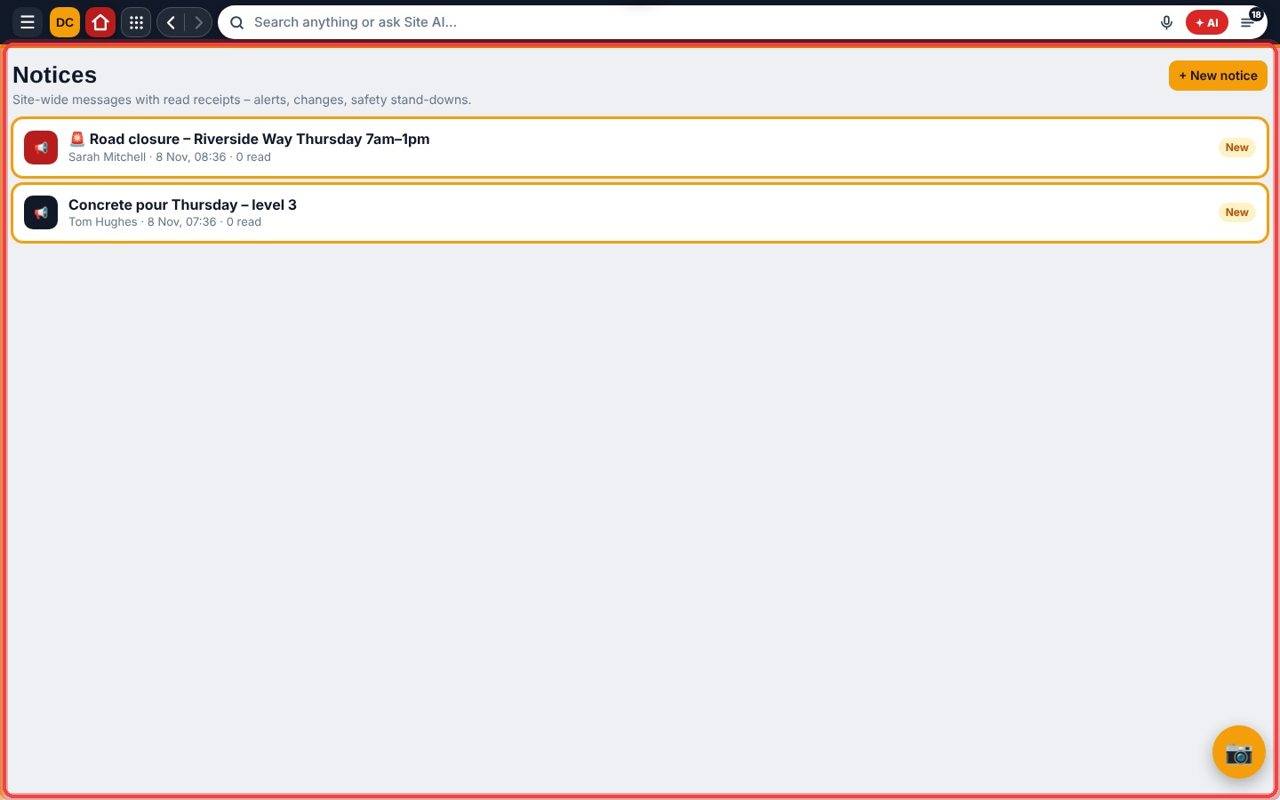 DC
Search anything or ask Site AI...
AI
18
Notices
+ New notice
Site-wide messages with read receipts – alerts, changes, safety stand-downs.
Road closure – Riverside Way Thursday 7am–1pm
Sarah Mitchell · 8 Nov, 08:36 · 0 read
New
Concrete pour Thursday – level 3
Tom Hughes · 8 Nov, 07:36 · 0 read
New